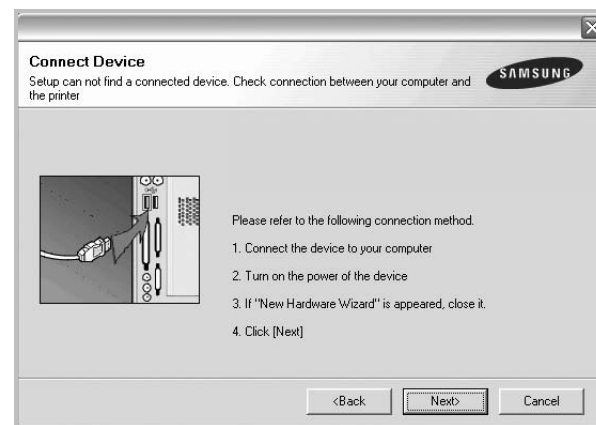 Connect Device
Setup can not find a connected device. Check connection between your computer and
the printer
SAMSUNG
Please refer to the following connection method.
1. Connect the device to your computer
2. Turn on the power of the device
3. If "New Hardware Wizard" is appeared, close it.
4. Click [Next]
<Back
Next>
Cancel